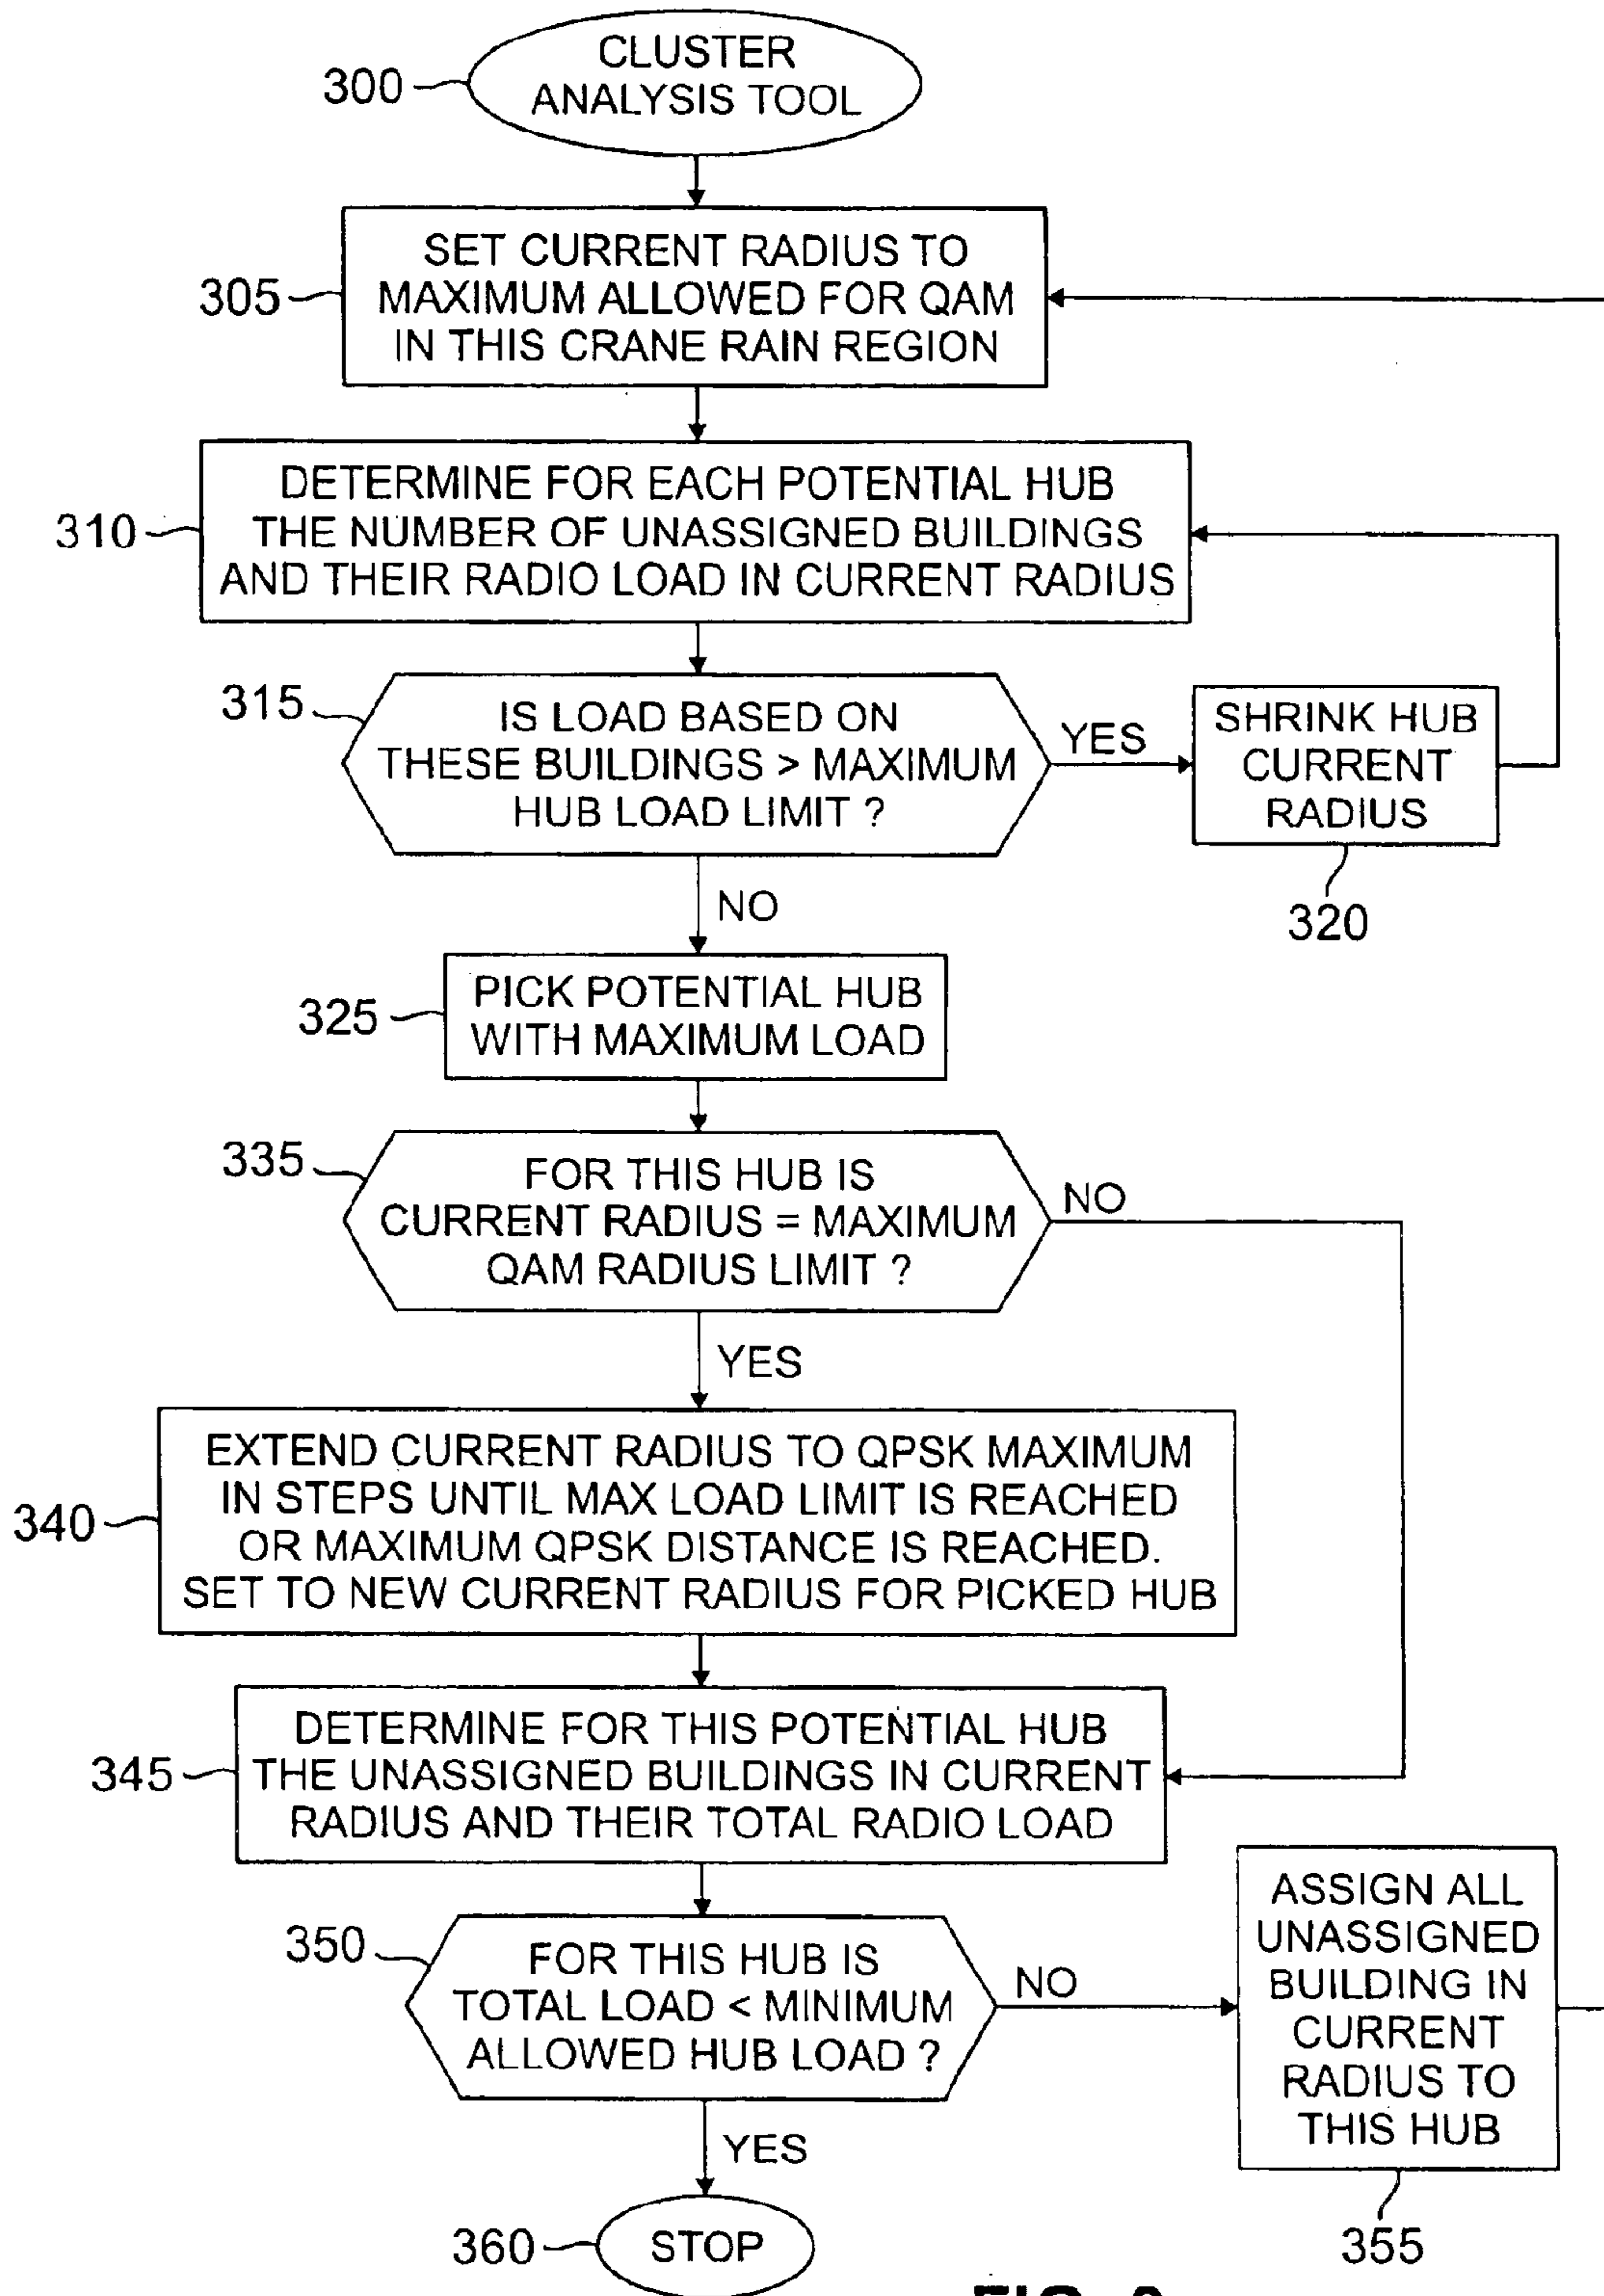 CLUSTER
ANALYSIS TOOL
300
SET CURRENT RADIUS TO
MAXIMUM ALLOWED FOR QAM
IN THIS CRANE RAIN REGION
305
DETERMINE FOR EACH POTENTIAL HUB
THE NUMBER OF UNASSIGNED BUILDINGS
AND THEIR RADIO LOAD IN CURRENT RADIUS
310
315
IS LOAD BASED ON
THESE BUILDINGS > MAXIMUM
HUB LOAD LIMIT ?
YES
SHRINK HUB
CURRENT
RADIUS
320
NO
PICK POTENTIAL HUB
WITH MAXIMUM LOAD
325
335
FOR THIS HUB IS
CURRENT RADIUS = MAXIMUM
QAM RADIUS LIMIT ?
NO
YES
EXTEND CURRENT RADIUS TO QPSK MAXIMUM
IN STEPS UNTIL MAX LOAD LIMIT IS REACHED
OR MAXIMUM QPSK DISTANCE IS REACHED.
SET TO NEW CURRENT RADIUS FOR PICKED HUB
340
DETERMINE FOR THIS POTENTIAL HUB
THE UNASSIGNED BUILDINGS IN CURRENT
RADIUS AND THEIR TOTAL RADIO LOAD
345
350
FOR THIS HUB IS
TOTAL LOAD < MINIMUM
ALLOWED HUB LOAD ?
NO
ASSIGN ALL
UNASSIGNED
BUILDING IN
CURRENT
RADIUS TO
THIS HUB
355
YES
360
STOP